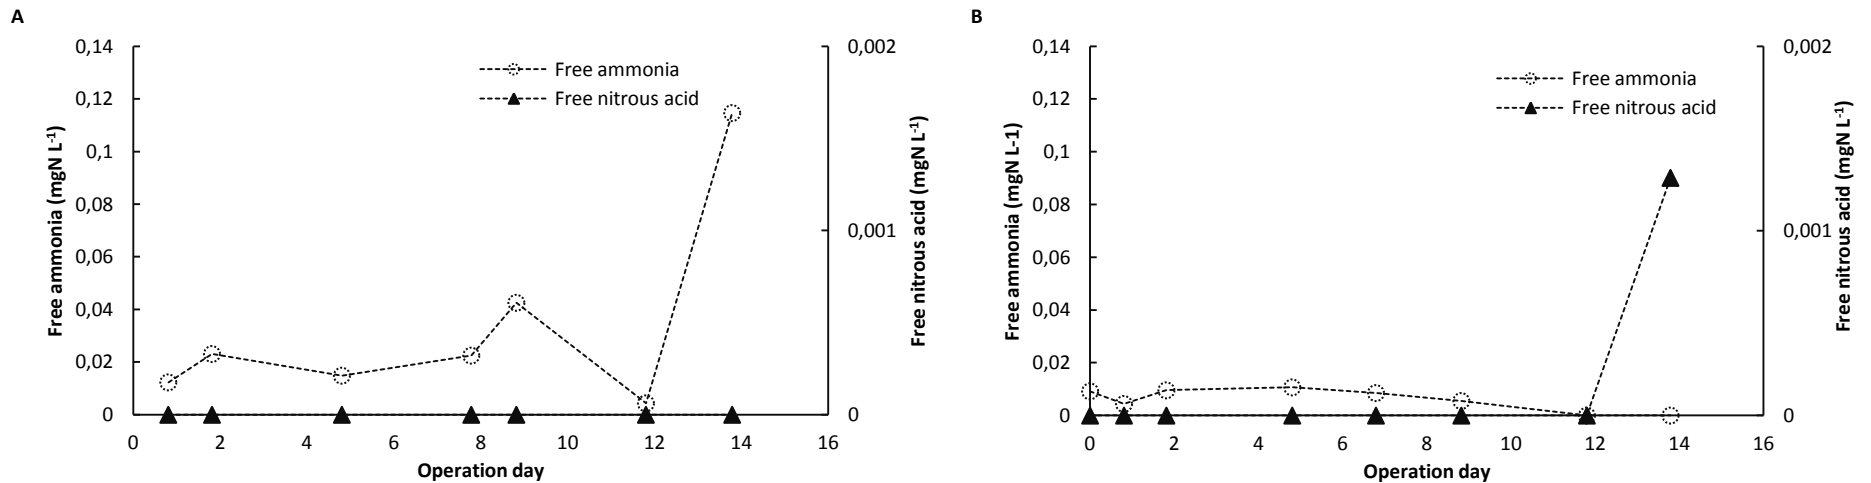 A
0,14
0,12
0,1
0,08
0,06
0,04
0,02
0
Free ammonia (mgN L-1)
0 2 4 6 8 10 12 14 16
Operation day
0,002
0,001
0
Free nitrous acid (mgN L-1)
Free ammonia
Free nitrous acid
B
0,14
0,12
0,1
0,08
0,06
0,04
0,02
0
Free ammonia (mgN L-1)
0 2 4 6 8 10 12 14 16
Operation day
0,002
0,001
0
Free nitrous acid (mgN L-1)
Free ammonia
Free nitrous acid